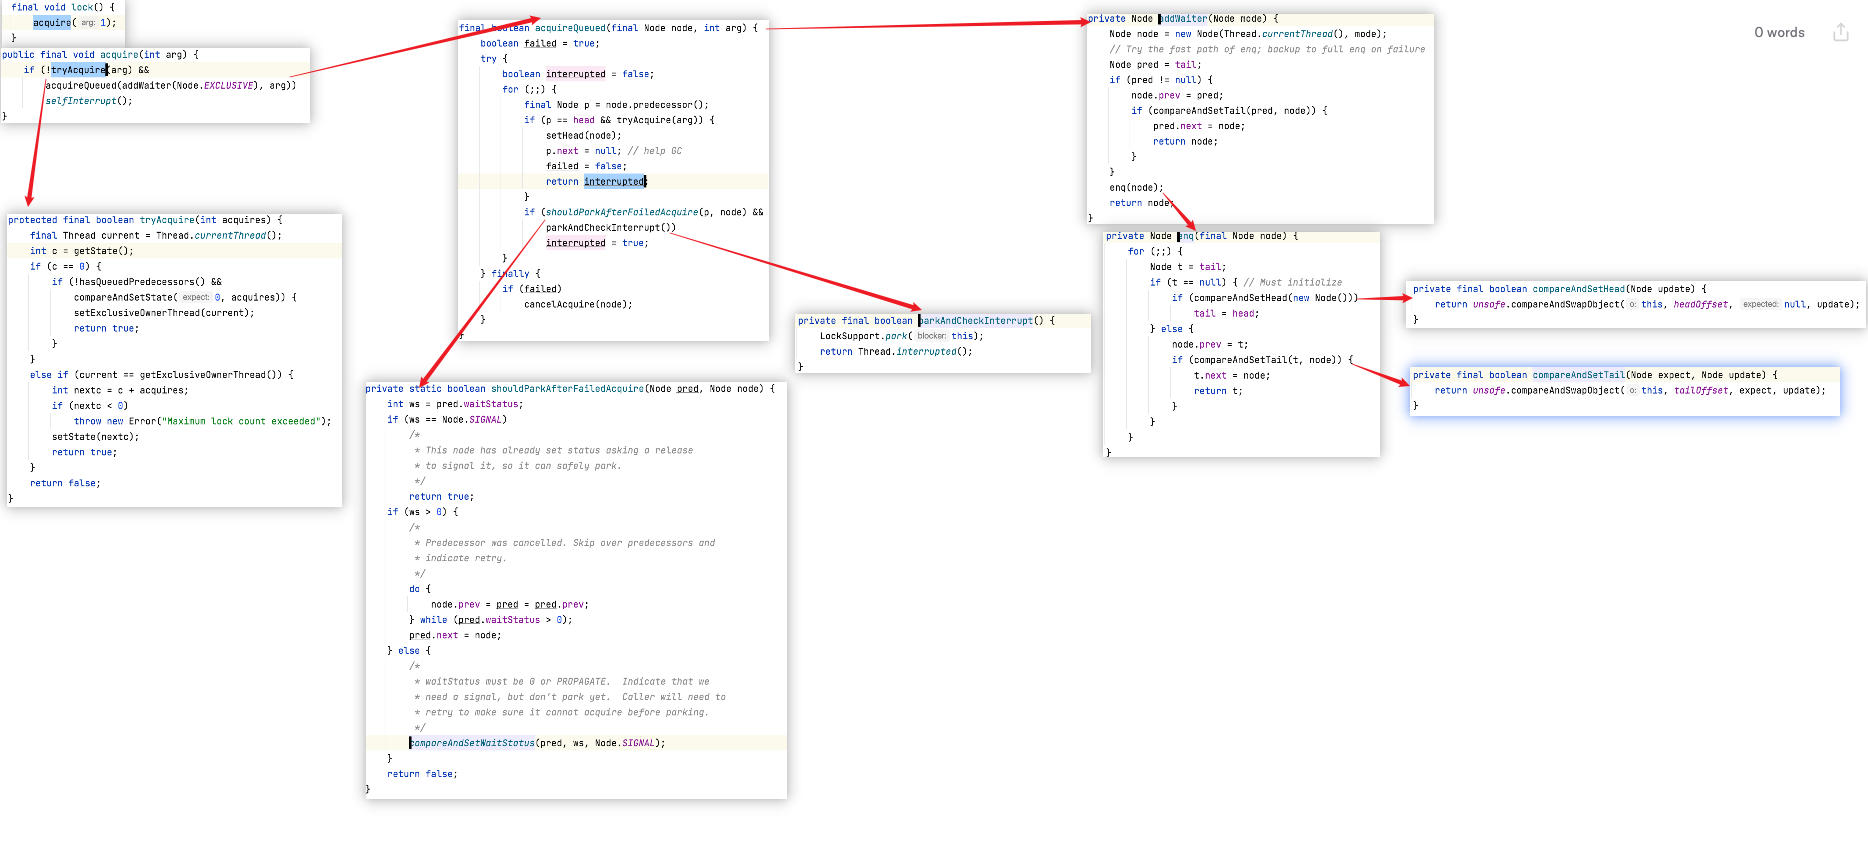 final void lock() {
acquire( arg: 1);
}
public final void acquire(int arg) {
if (!tryAcquire(arg) &&
acquireQueued(addWaiter(Node.EXCLUSIVE), arg))
selfInterrupt();
}
protected final boolean tryAcquire(int acquires) {
final Thread current = Thread.currentThread();
int c = getState();
if (c == 0) {
if (!hasQueuedPredecessors() &&
compareAndSetState( expect: 0, acquires)) {
setExclusiveOwnerThread(current);
return true;
}
}
else if (current == getExclusiveOwnerThread()) {
int nextc = c + acquires;
if (nextc < 0)
throw new Error("Maximum lock count exceeded");
setState(nextc);
return true;
}
return false;
}
final boolean acquireQueued(final Node node, int arg) {
boolean failed = true;
try {
boolean interrupted = false;
for (;;) {
final Node p = node.predecessor();
if (p == head && tryAcquire(arg)) {
setHead(node);
p.next = null; // help GC
failed = false;
return interrupted;
}
if (shouldParkAfterFailedAcquire(p, node) &&
parkAndCheckInterrupt())
interrupted = true;
}
} finally {
if (failed)
cancelAcquire(node);
}
}
private static boolean shouldParkAfterFailedAcquire(Node pred, Node node) {
int ws = pred.waitStatus;
if (ws == Node.SIGNAL)
/*
* This node has already set status asking a release
* to signal it, so it can safely park.
*/
return true;
if (ws > 0) {
/*
* Predecessor was cancelled. Skip over predecessors and
* indicate retry.
*/
do {
node.prev = pred = pred.prev;
} while (pred.waitStatus > 0);
pred.next = node;
} else {
/*
* waitStatus must be 0 or PROPAGATE.  Indicate that we
* need a signal, but don't park yet.  Caller will need to
* retry to make sure it cannot acquire before parking.
*/
compareAndSetWaitStatus(pred, ws, Node.SIGNAL);
}
return false;
}
private final boolean parkAndCheckInterrupt() {
LockSupport.park( blocker: this);
return Thread.interrupted();
}
private Node addWaiter(Node mode) {
Node node = new Node(Thread.currentThread(), mode);
// Try the fast path of enq; backup to full enq on failure
Node pred = tail;
if (pred != null) {
node.prev = pred;
if (compareAndSetTail(pred, node)) {
pred.next = node;
return node;
}
}
enq(node);
return node;
}
private Node enq(final Node node) {
for (;;) {
Node t = tail;
if (t == null) { // Must initialize
if (compareAndSetHead(new Node()))
tail = head;
} else {
node.prev = t;
if (compareAndSetTail(t, node)) {
t.next = node;
return t;
}
}
}
}
private final boolean compareAndSetHead(Node update) {
return unsafe.compareAndSwapObject( o: this, headOffset, expected: null, update);
}
private final boolean compareAndSetTail(Node expect, Node update) {
return unsafe.compareAndSwapObject( o: this, tailOffset, expect, update);
}
0 words